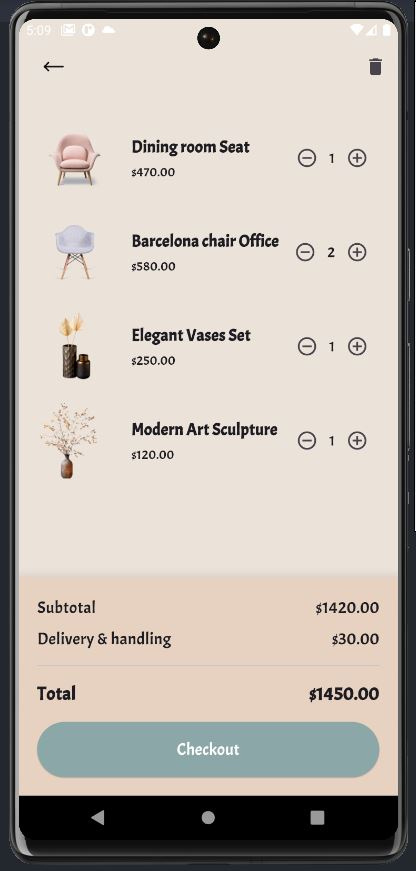 5:09
Dining room Seat
$470.00
1
Barcelona chair Office
$580.00
2
Elegant Vases Set
$250.00
1
Modern Art Sculpture
$120.00
1
Subtotal $1420.00
Delivery & handling $30.00
Total $1450.00
Checkout